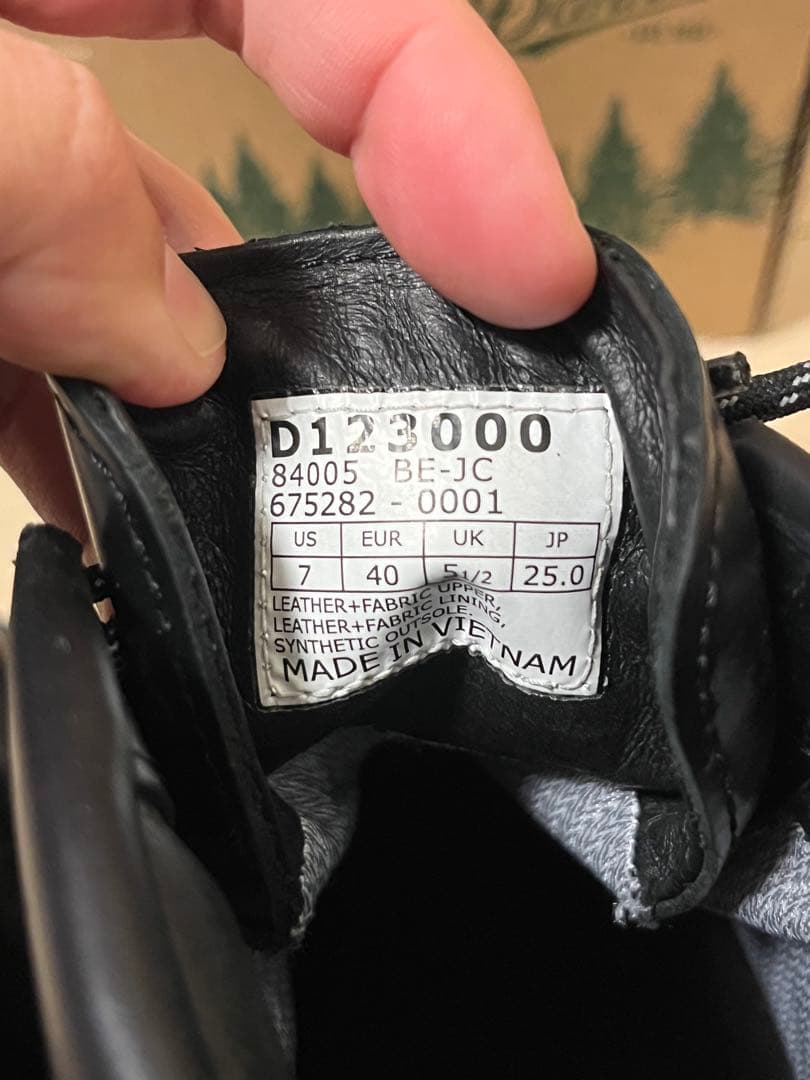 D123000
84005 BE-JC
675282 - 0001
US EUR UK JP
7 40 5 1/2 25.0
LEATHER+FABRIC UPPER,
LEATHER+FABRIC LINING,
SYNTHETIC OUTSOLE.
MADE IN VIETNAM